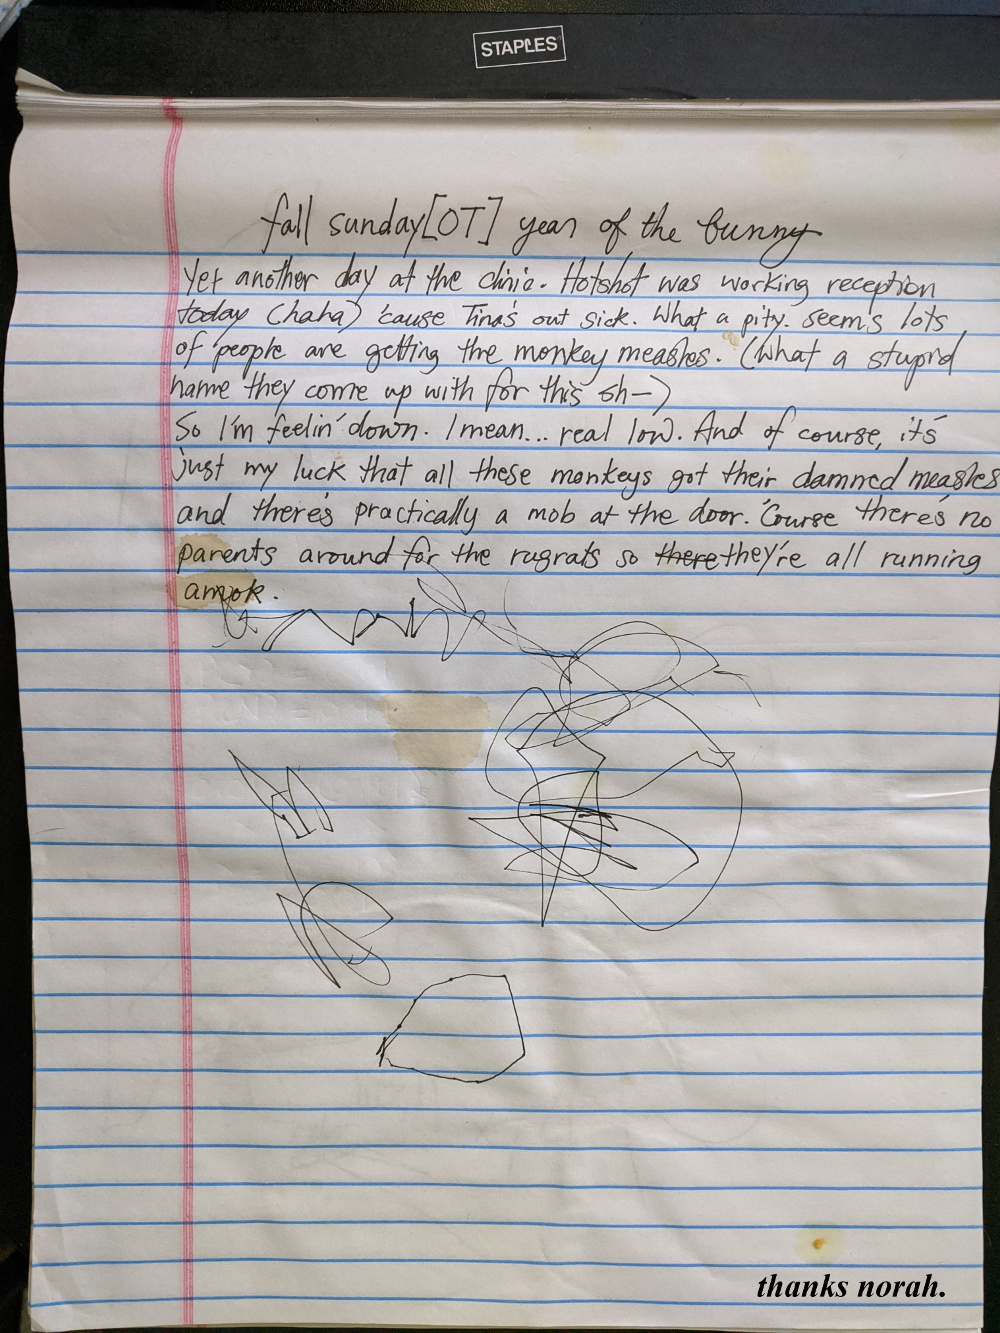 STAPLES
fall sunday[OT] year of the bunny
Yet another day at the clinic. Hotshot was working reception
today (haha) 'cause Tina's out sick. What a pity. seem's lots
of people are getting the monkey measles. (What a stupid
name they come up with for this sh–)
So I'm feelin' down. I mean... real low. And of course, it's
just my luck that all these monkeys got their damned measles
and there's practically a mob at the door. 'Course there's no
parents around for the rugrats so there they're all running
amok.
thanks norah.